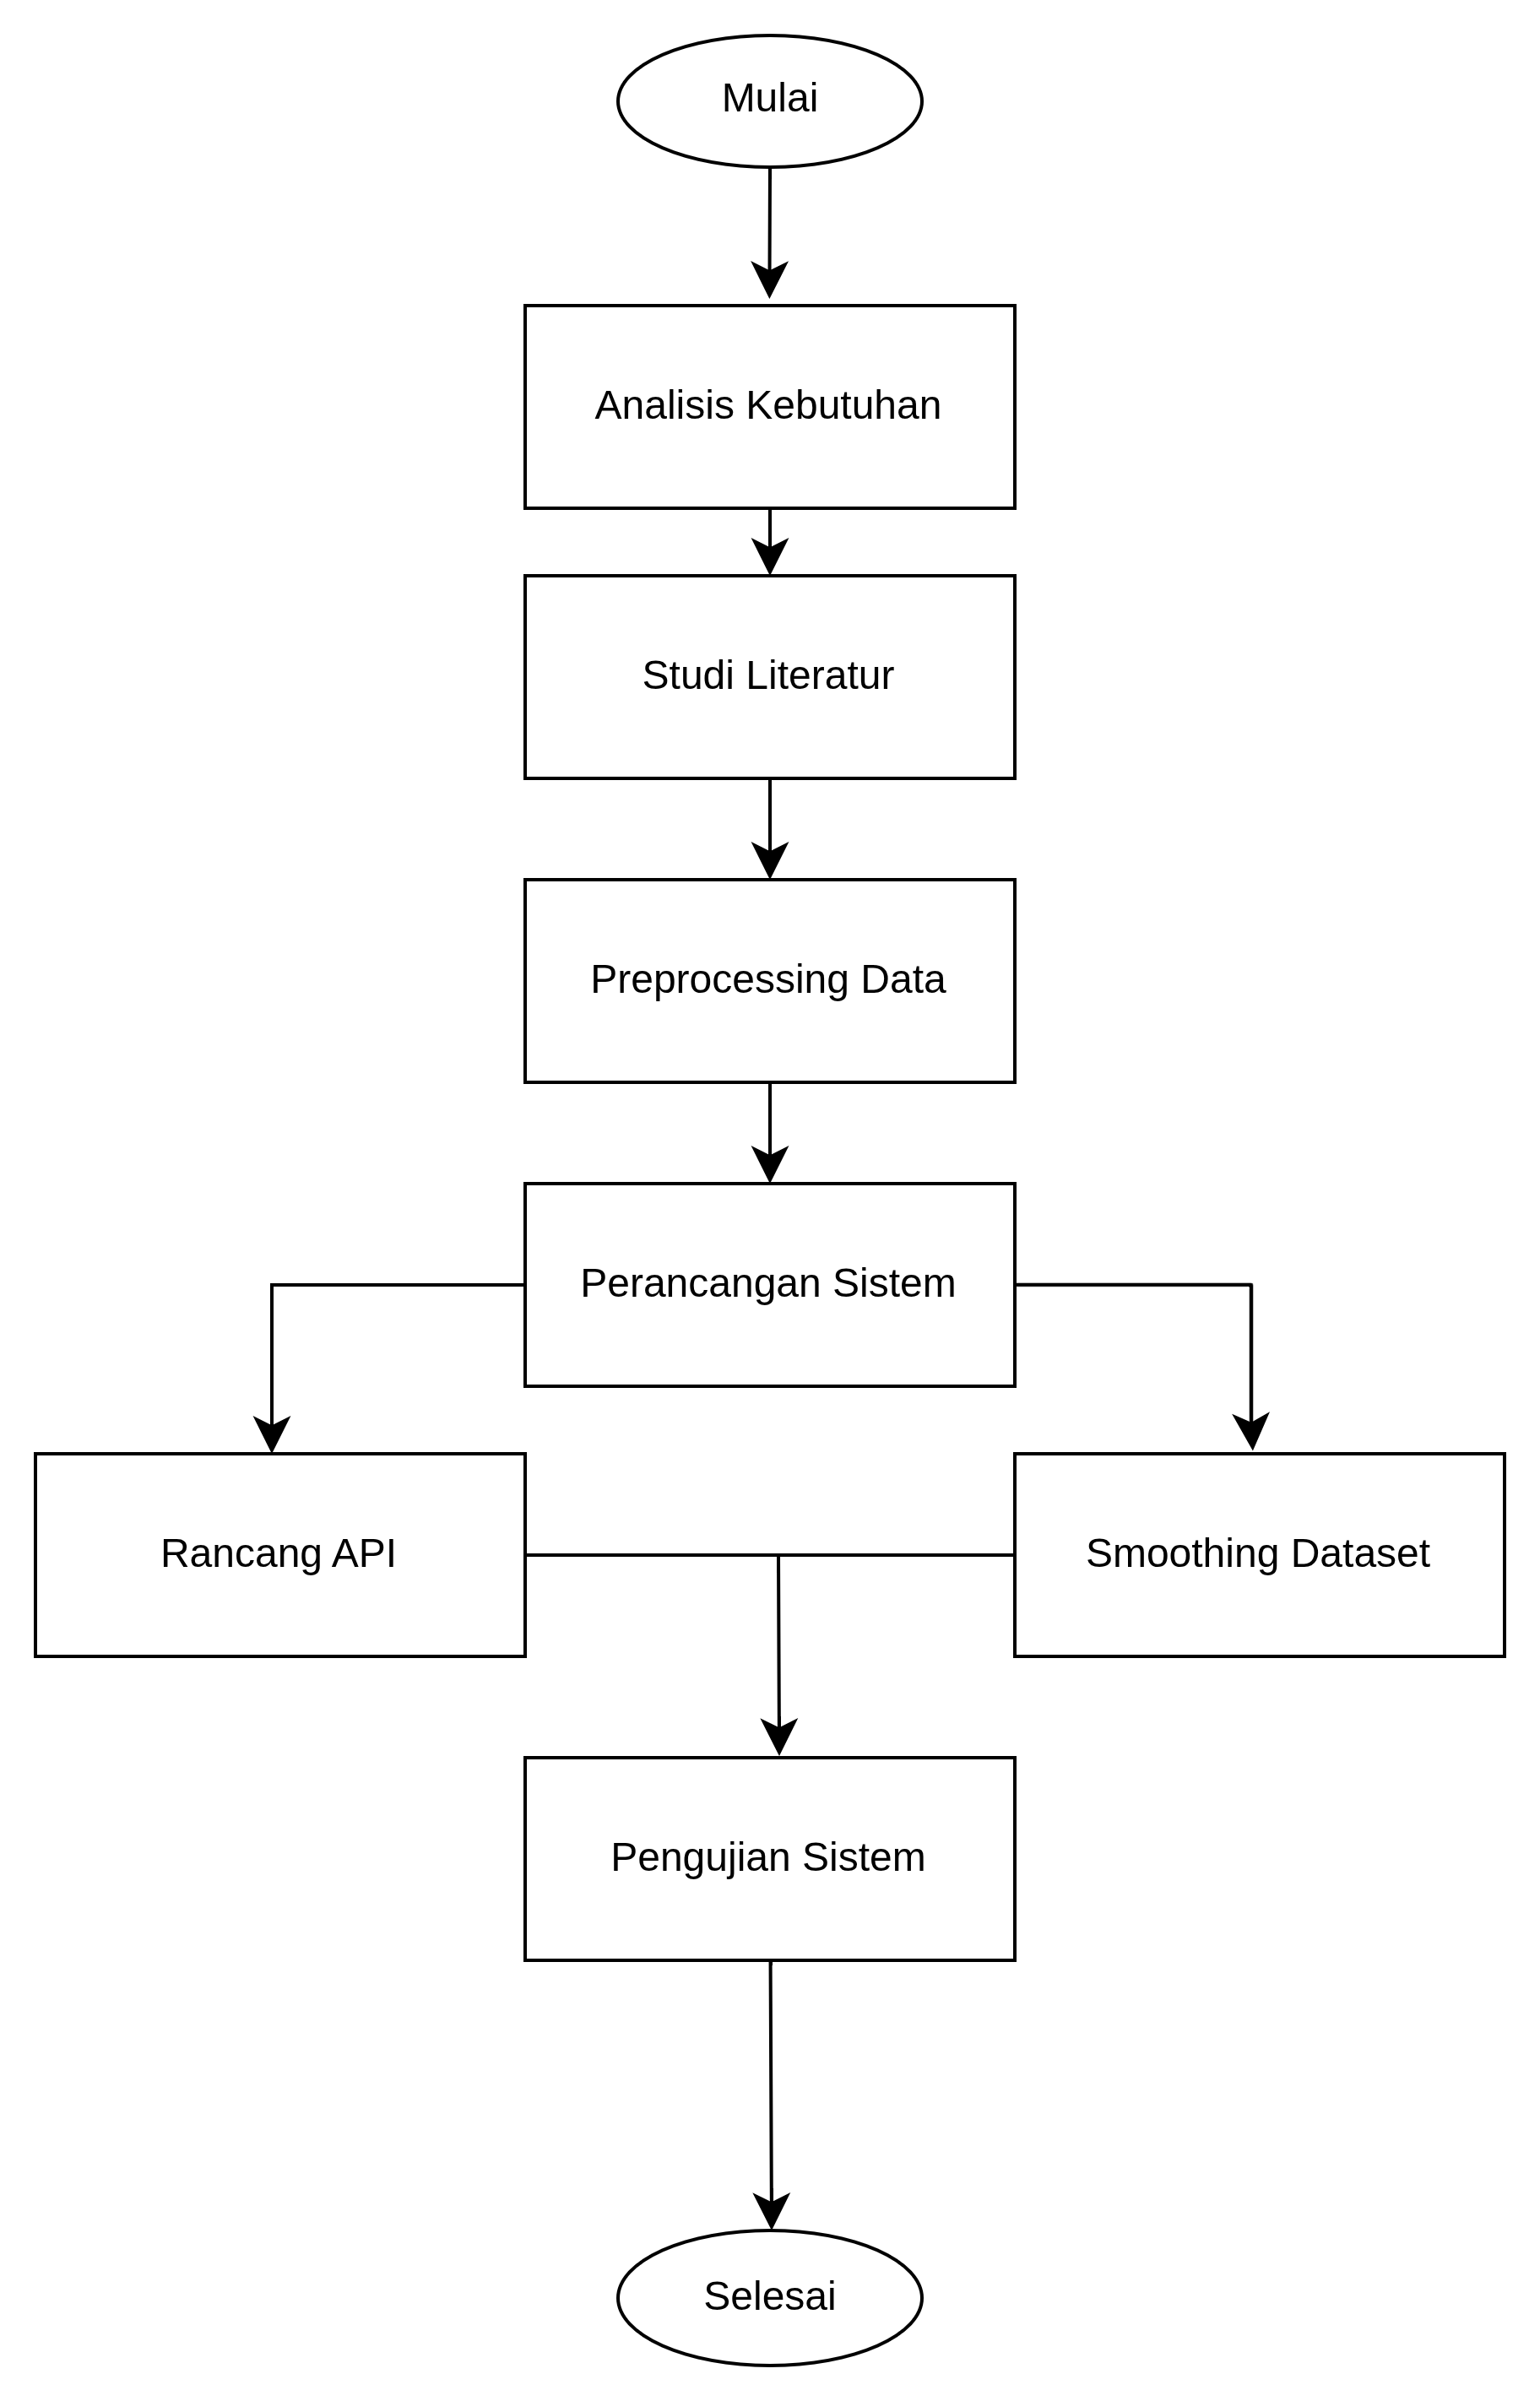 Mulai
Analisis Kebutuhan
Studi Literatur
Preprocessing Data
Perancangan Sistem
Rancang API
Smoothing Dataset
Pengujian Sistem
Selesai